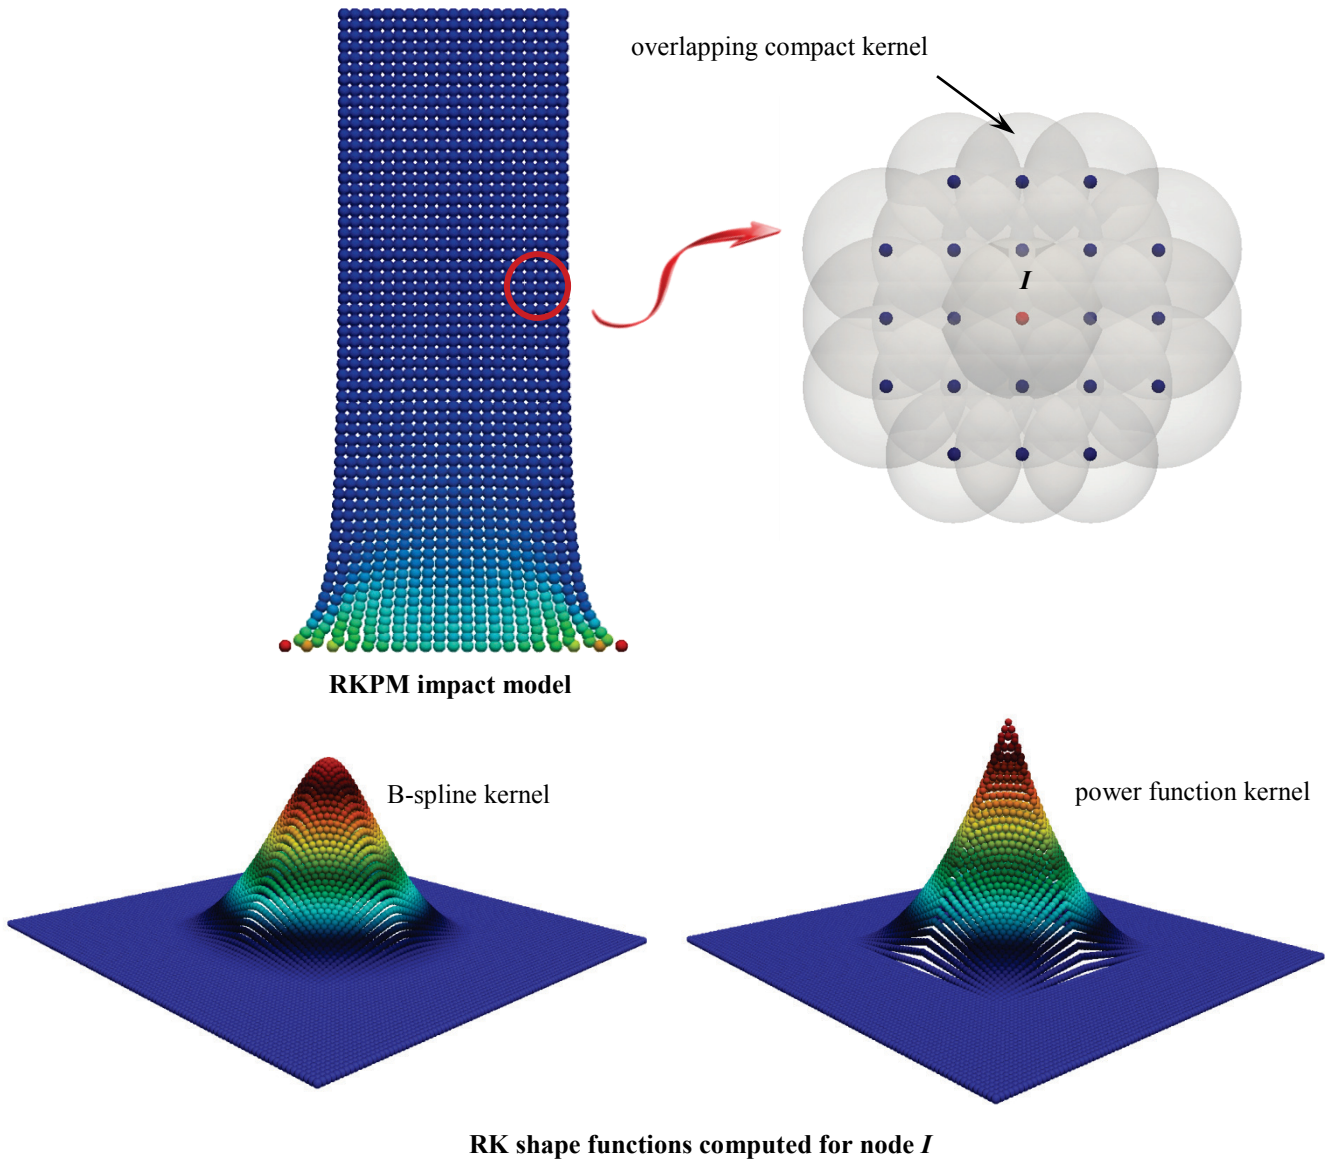 overlapping compact kernel
I
RKPM impact model
B-spline kernel
power function kernel
RK shape functions computed for node I